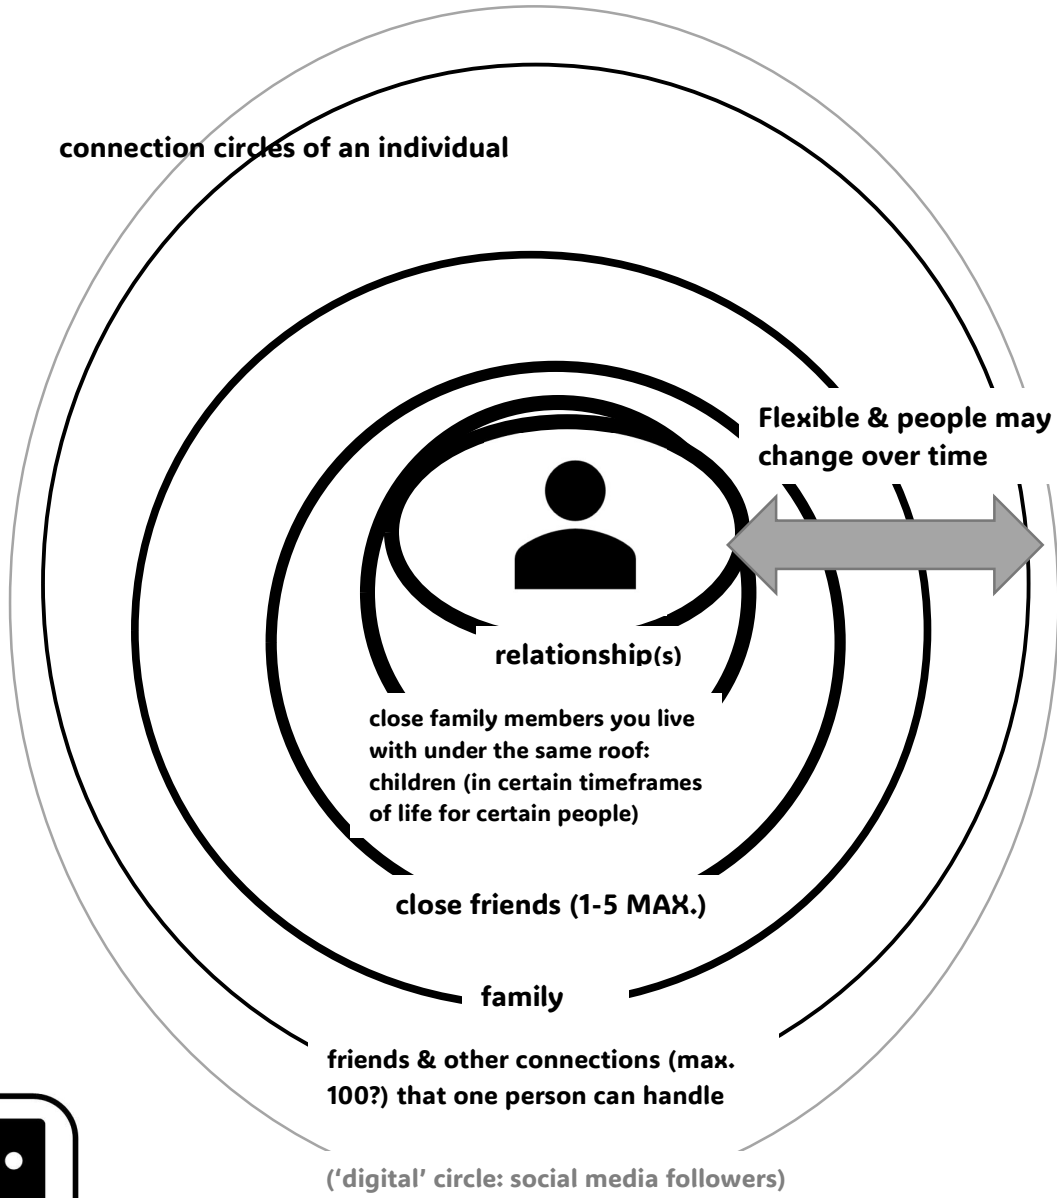 connection circles of an individual
Flexible & people may
change over time
relationship(s)
close family members you live
with under the same roof:
children (in certain timeframes
of life for certain people)
close friends (1-5 MAX.)
family
friends & other connections (max.
100?) that one person can handle
(‘digital’ circle: social media followers)